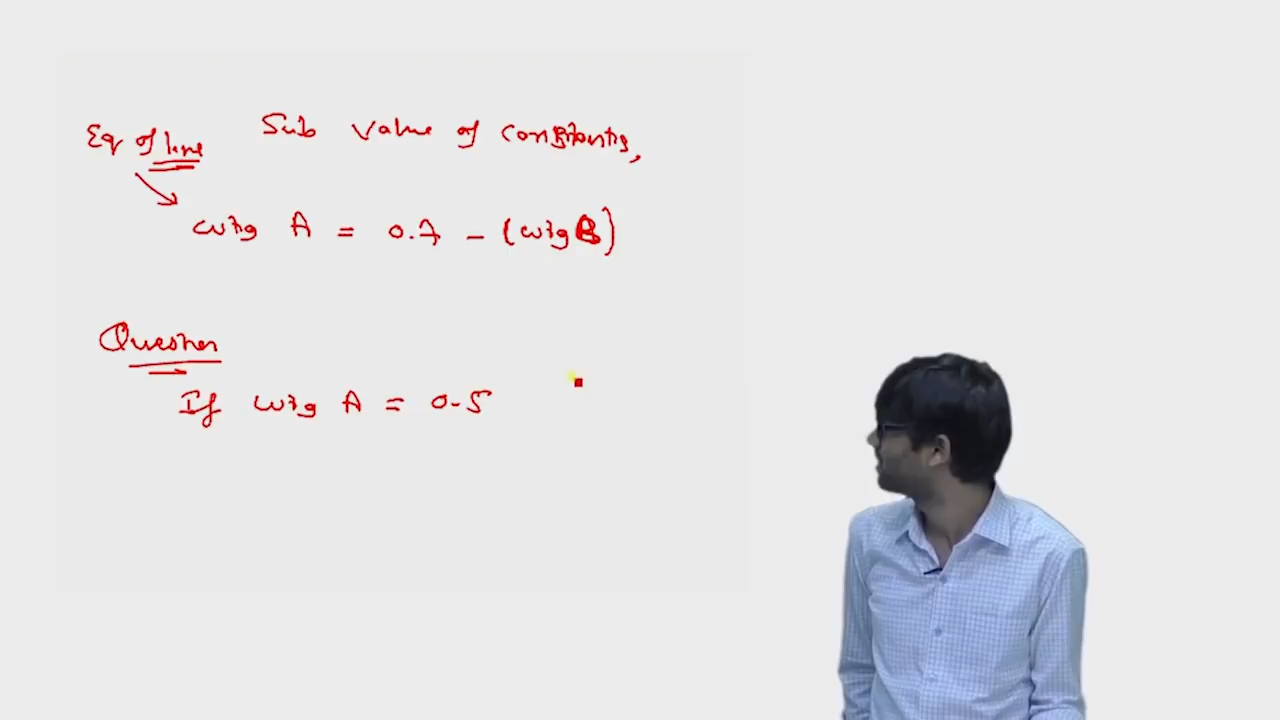 Eq of line Sub value of constants,
wtg A = 0.7 - (wtg B)
Question
If wtg A = 0.5